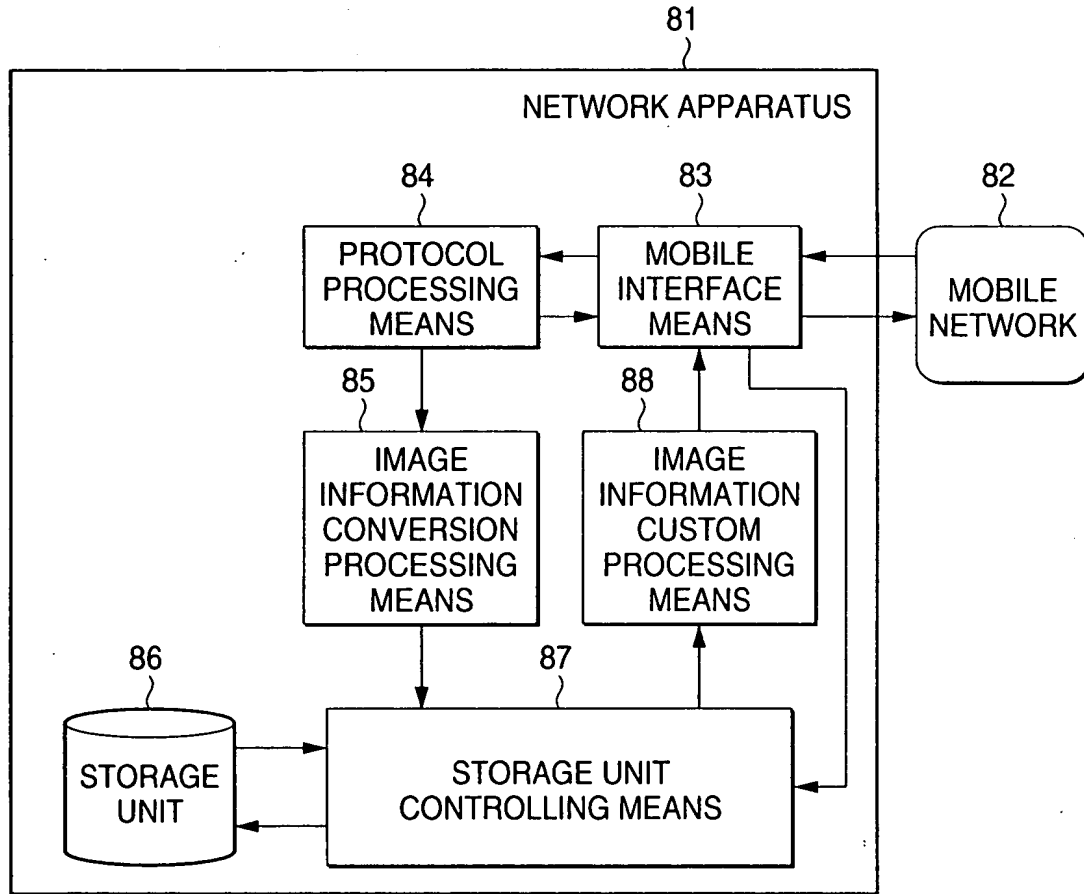 81
NETWORK APPARATUS
84
83
82
PROTOCOL
PROCESSING
MEANS
MOBILE
INTERFACE
MEANS
MOBILE
NETWORK
85
88
IMAGE
INFORMATION
CONVERSION
PROCESSING
MEANS
IMAGE
INFORMATION
CUSTOM
PROCESSING
MEANS
86
87
STORAGE
UNIT
STORAGE UNIT
CONTROLLING MEANS